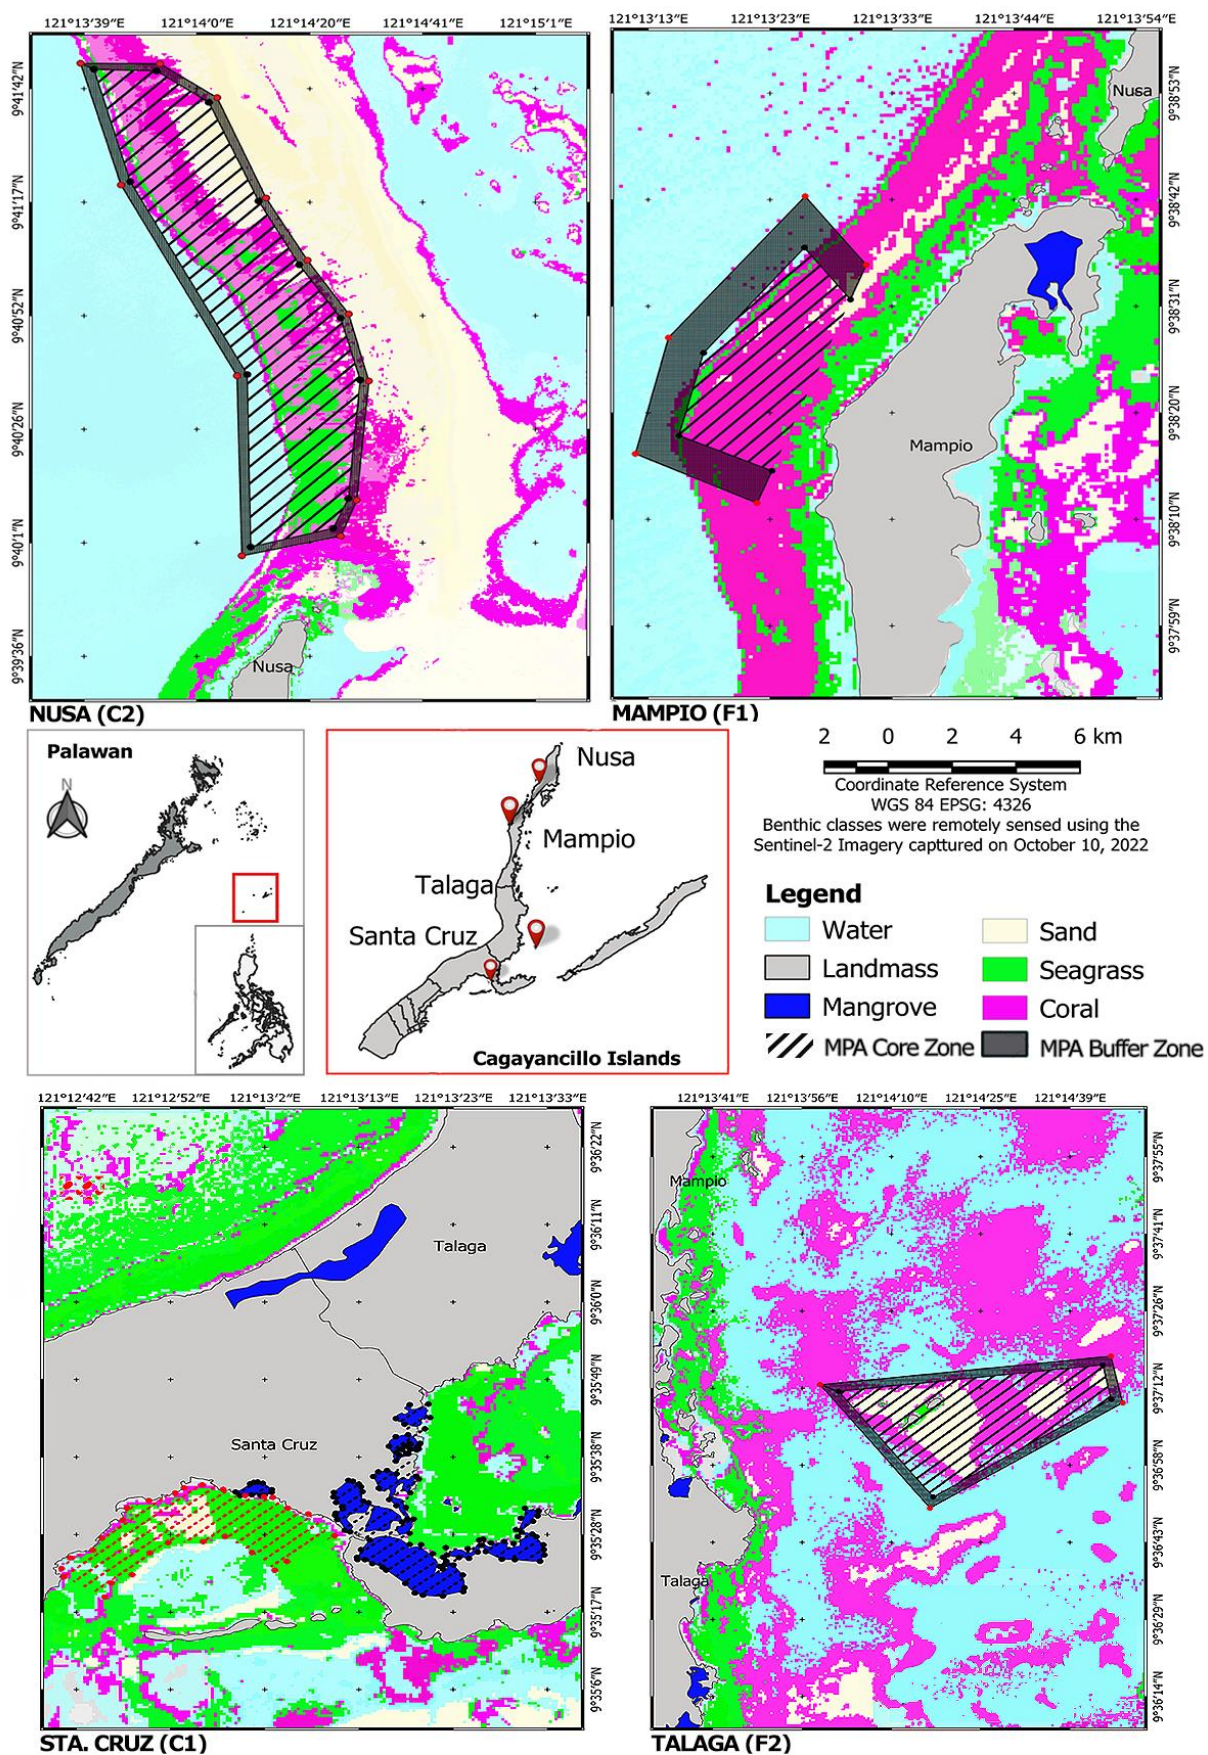 121°13'39"E 121°14'0"E 121°14'20"E 121°14'41"E 121°15'1"E
9°41'42"N
9°41'17"N
9°40'52"N
9°40'26"N
9°40'1"N
9°39'36"N
Nusa
NUSA (C2)
121°13'13"E 121°13'23"E 121°13'33"E 121°13'44"E 121°13'54"E
Nusa
9°38'53"N
9°38'42"N
9°38'31"N
9°38'20"N
9°38'10"N
9°37'59"N
Mampio
MAMPIO (F1)
Palawan
N
Nusa
Mampio
Talaga
Santa Cruz
Cagayancillo Islands
2 0 2 4 6 km
Coordinate Reference System
WGS 84 EPSG: 4326
Benthic classes were remotely sensed using the
Sentinel-2 Imagery capttured on October 10, 2022
Legend
Water
Sand
Landmass
Seagrass
Mangrove
Coral
MPA Core Zone
MPA Buffer Zone
121°12'42"E 121°12'52"E 121°13'2"E 121°13'13"E 121°13'23"E 121°13'33"E
9°36'22"N
9°36'11"N
9°36'0"N
9°35'49"N
9°35'38"N
9°35'28"N
9°35'17"N
9°35'6"N
Talaga
Santa Cruz
STA. CRUZ (C1)
121°13'41"E 121°13'56"E 121°14'10"E 121°14'25"E 121°14'39"E
9°37'55"N
9°37'41"N
9°37'26"N
9°37'12"N
9°36'58"N
9°36'43"N
9°36'29"N
9°36'14"N
Mampio
Talaga
TALAGA (F2)